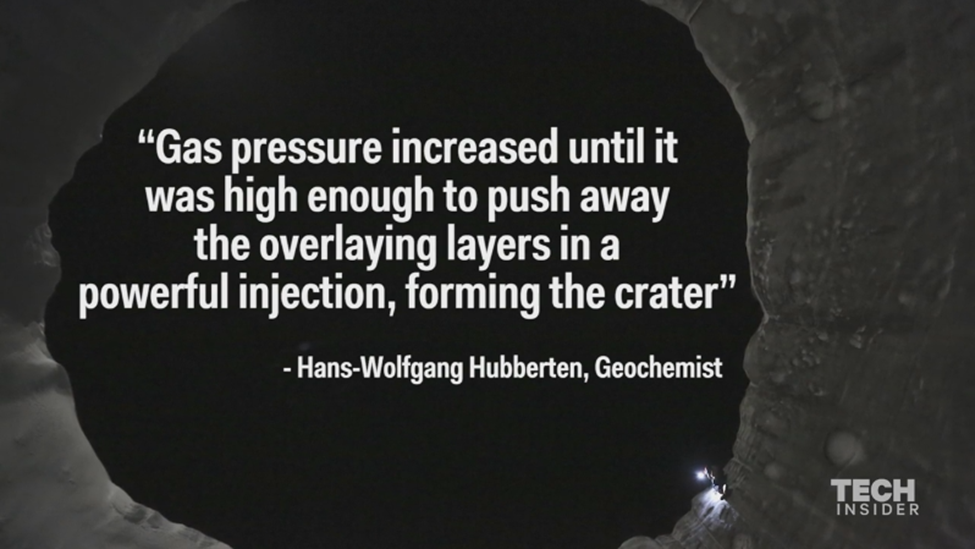 “Gas pressure increased until it
was high enough to push away
the overlaying layers in a
powerful injection, forming the crater”
- Hans-Wolfgang Hubberten, Geochemist
TECH
INSIDER